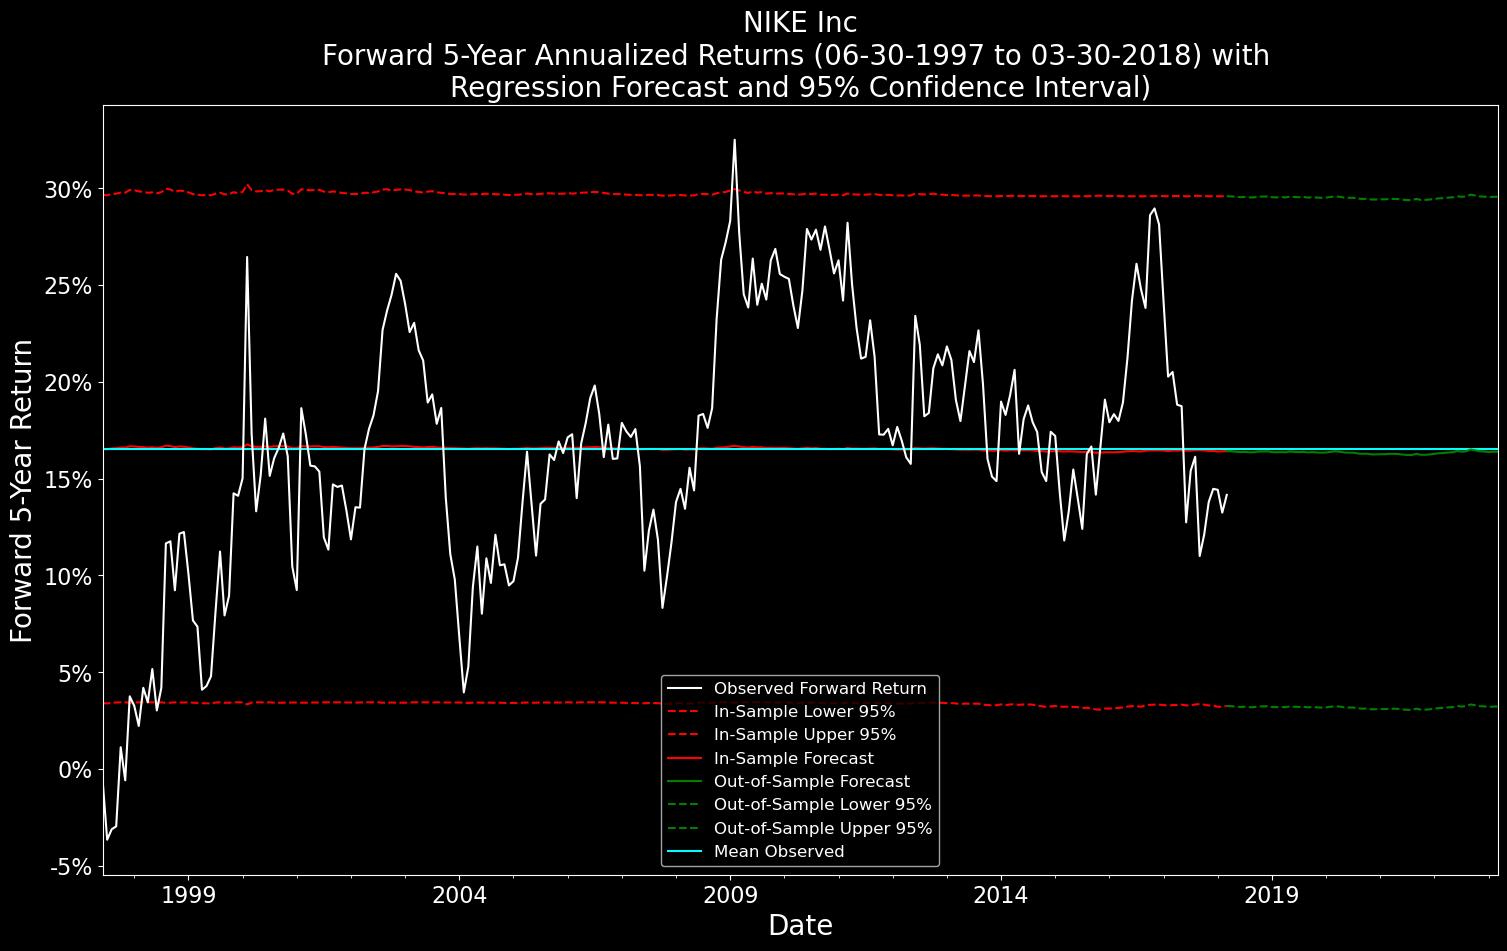 NIKE Inc
Forward 5-Year Annualized Returns (06-30-1997 to 03-30-2018) with
Regression Forecast and 95% Confidence Interval)
Forward 5-Year Return
30%
25%
20%
15%
10%
5%
0%
-5%
Observed Forward Return
In-Sample Lower 95%
In-Sample Upper 95%
In-Sample Forecast
Out-of-Sample Forecast
Out-of-Sample Lower 95%
Out-of-Sample Upper 95%
Mean Observed
1999 2004 2009 2014 2019
Date